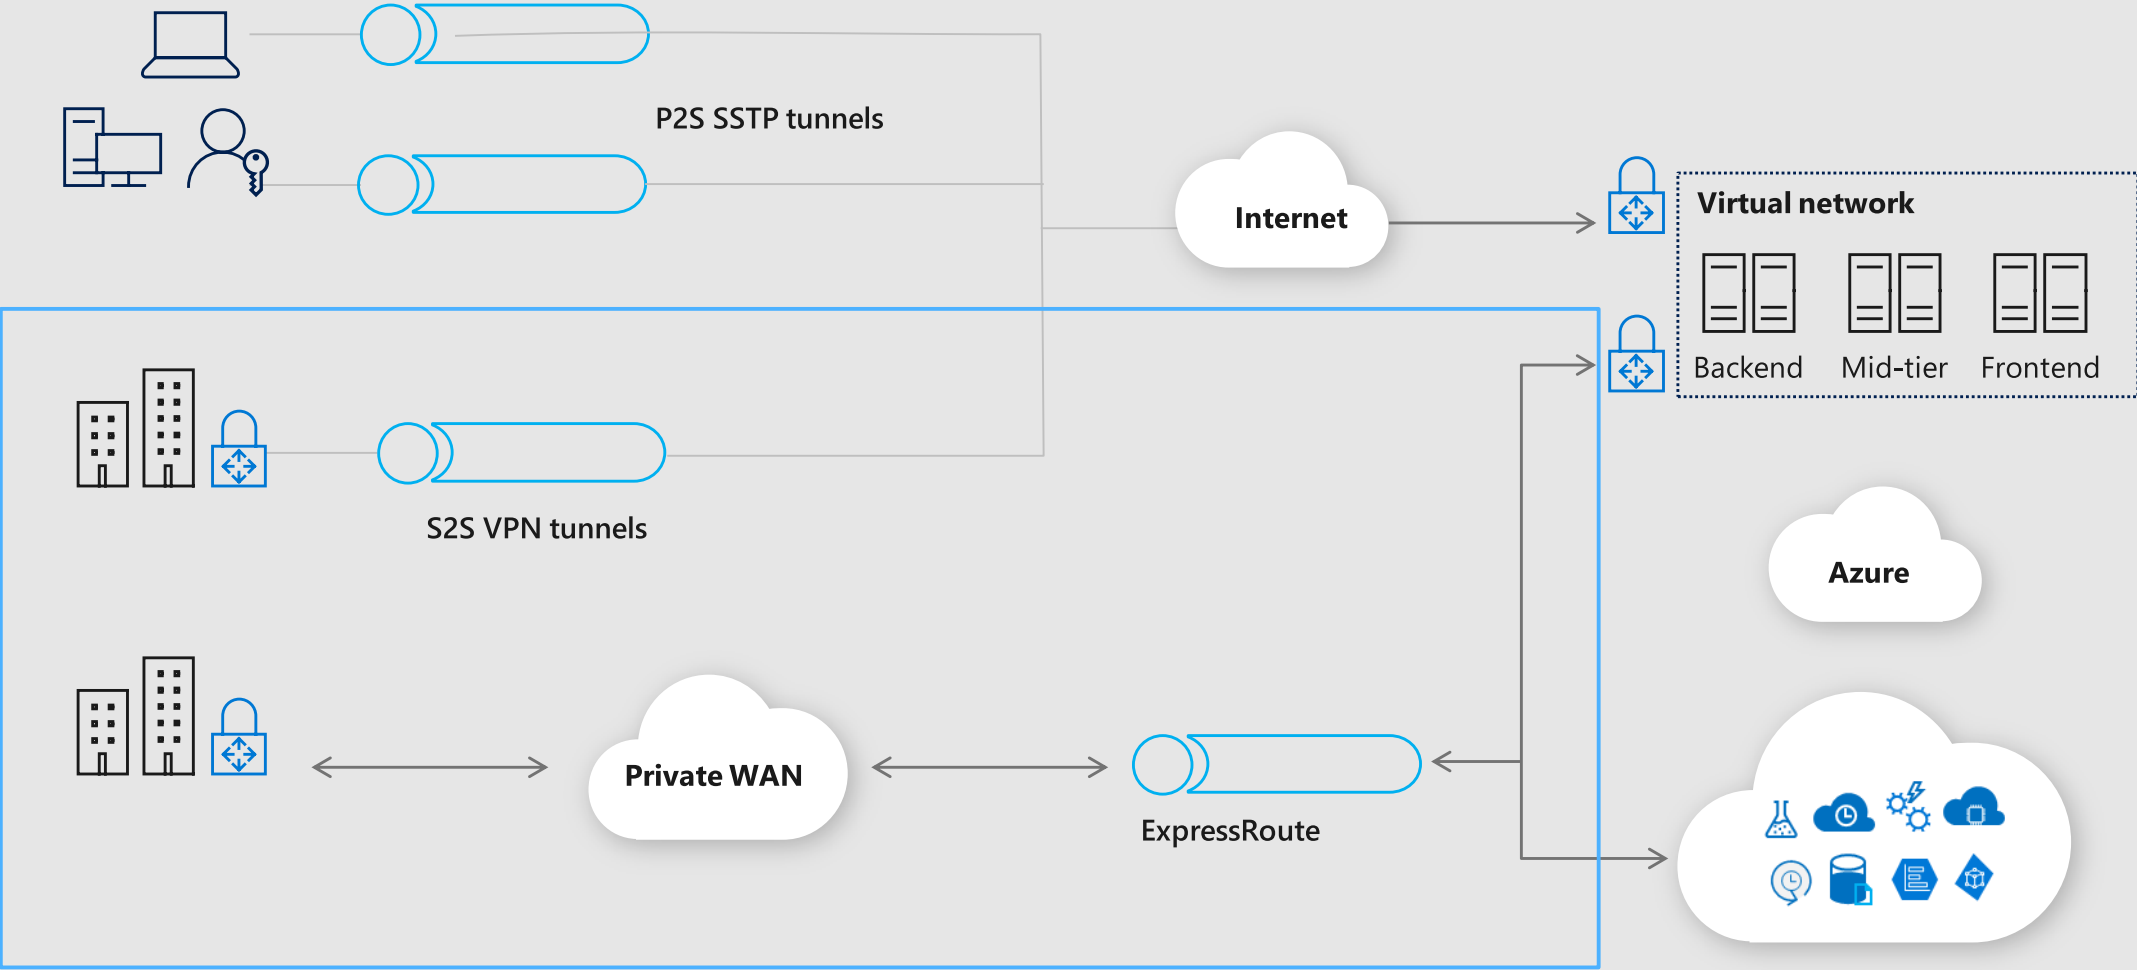 P2S SSTP tunnels
Internet
Virtual network
Backend
Mid-tier
Frontend
S2S VPN tunnels
Azure
Private WAN
ExpressRoute